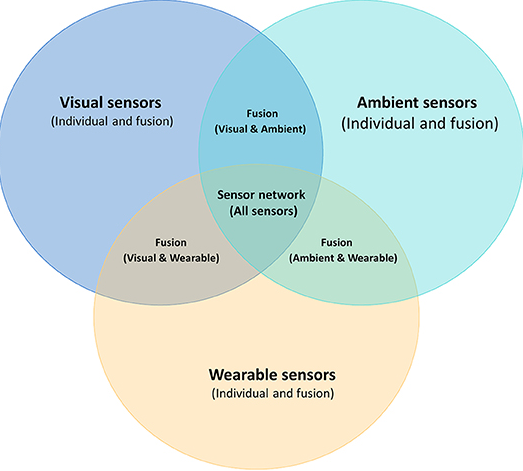 Visual sensors
(Individual and fusion)
Fusion
(Visual & Ambient)
Ambient sensors
(Individual and fusion)
Sensor network
(All sensors)
Fusion
(Visual & Wearable)
Fusion
(Ambient & Wearable)
Wearable sensors
(Individual and fusion)